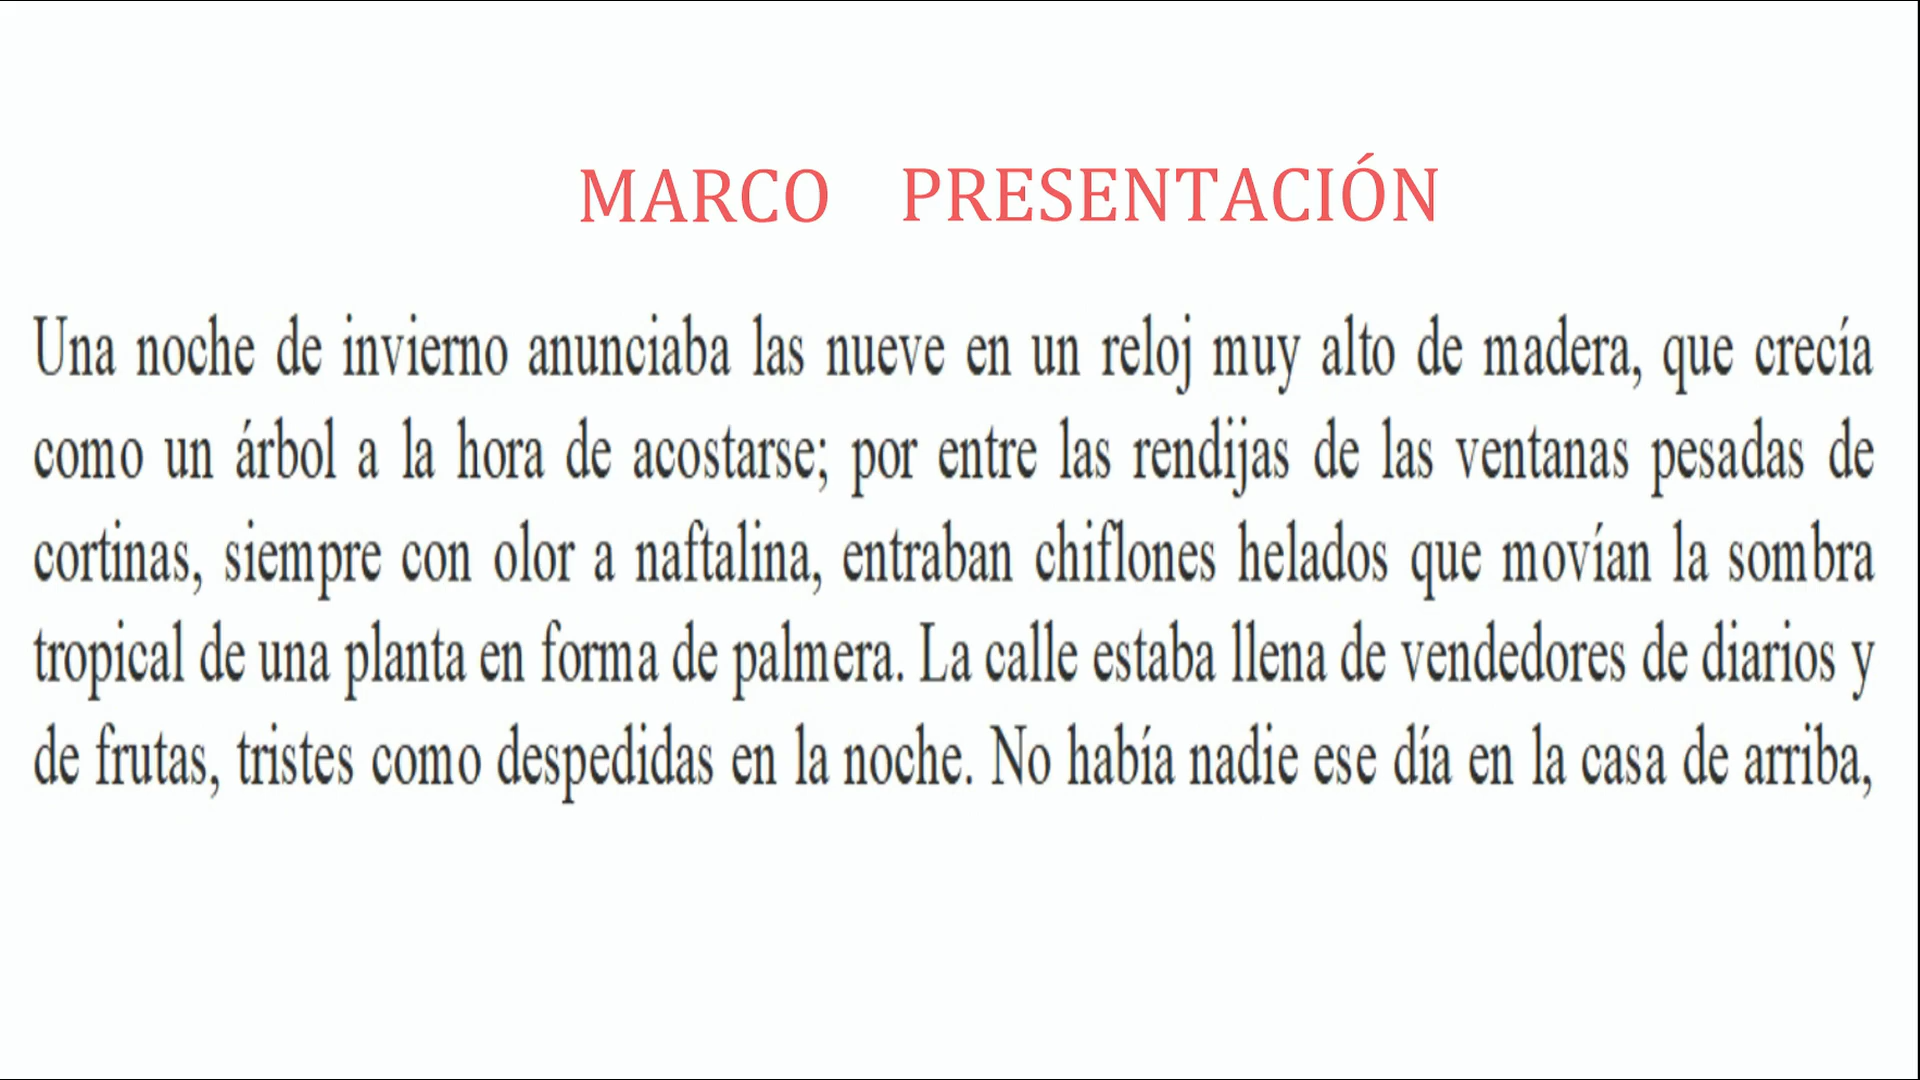 MARCO PRESENTACIÓN
Una noche de invierno anunciaba las nueve en un reloj muy alto de madera, que crecía
como un árbol a la hora de acostarse; por entre las rendijas de las ventanas pesadas de
cortinas, siempre con olor a naftalina, entraban chiflones helados que movían la sombra
tropical de una planta en forma de palmera. La calle estaba llena de vendedores de diarios y
de frutas, tristes como despedidas en la noche. No había nadie ese día en la casa de arriba,